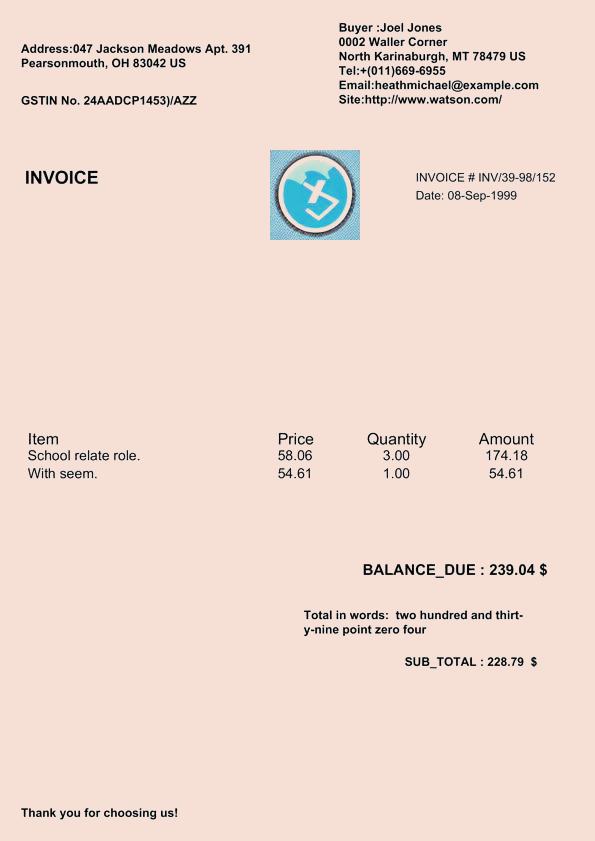 Address:047 Jackson Meadows Apt. 391
Pearsonmouth, OH 83042 US
GSTIN No. 24AADCP1453)/AZZ
Buyer :Joel Jones
0002 Waller Corner
North Karinaburgh, MT 78479 US
Tel:+(011)669-6955
Email:heathmichael@example.com
Site:http://www.watson.com/
INVOICE
INVOICE # INV/39-98/152
Date: 08-Sep-1999
Item Price Quantity Amount
School relate role. 58.06 3.00 174.18
With seem. 54.61 1.00 54.61
BALANCE_DUE : 239.04 $
Total in words:  two hundred and thirt-
y-nine point zero four
SUB_TOTAL : 228.79  $
Thank you for choosing us!